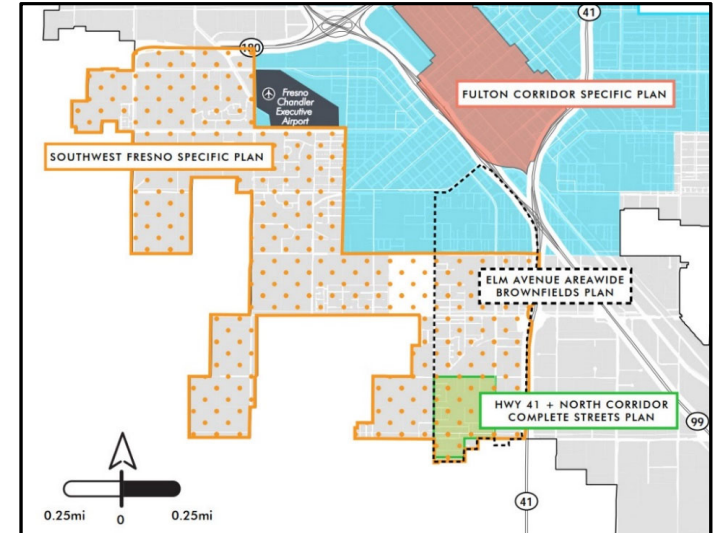 41
180
Fresno
Chandler
Executive
Airport
FULTON CORRIDOR SPECIFIC PLAN
SOUTHWEST FRESNO SPECIFIC PLAN
ELM AVENUE AREAWIDE
BROWNFIELDS PLAN
HWY 41 + NORTH CORRIDOR
COMPLETE STREETS PLAN
99
41
0.25mi 0 0.25mi